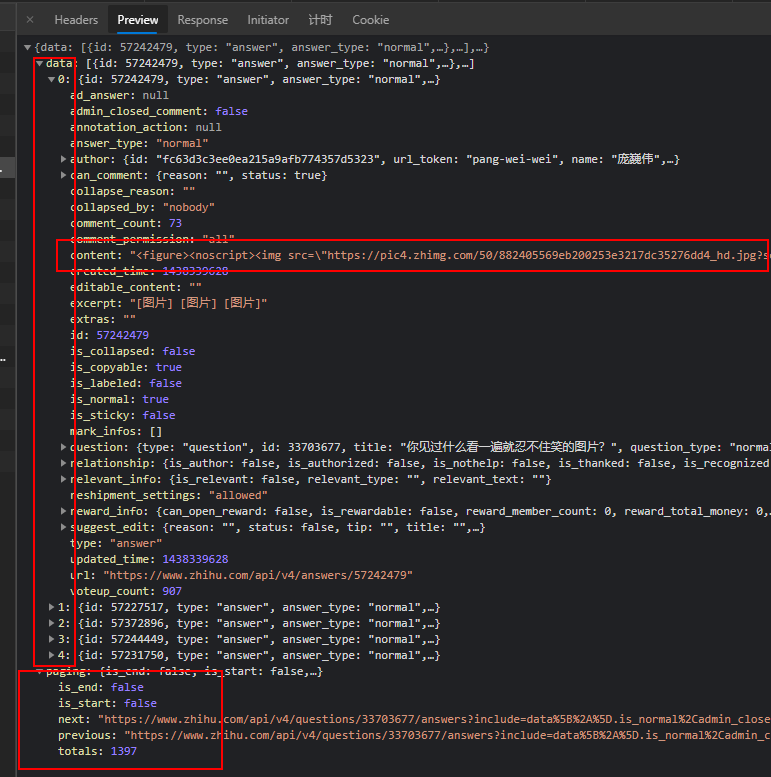 × Headers Preview Response Initiator 计时 Cookie
{data: [{id: 57242479, type: "answer", answer_type: "normal",…},…],…}
data: [{id: 57242479, type: "answer", answer_type: "normal",…},…]
0: {id: 57242479, type: "answer", answer_type: "normal",…}
ad_answer: null
admin_closed_comment: false
annotation_action: null
answer_type: "normal"
author: {id: "fc63d3c3ee0ea215a9afb774357d5323", url_token: "pang-wei-wei", name: "庞巍伟",…}
can_comment: {reason: "", status: true}
collapse_reason: ""
collapsed_by: "nobody"
comment_count: 73
comment_permission: "all"
content: "<figure><noscript><img src=\"https://pic4.zhimg.com/50/882405569eb200253e3217dc35276dd4_hd.jpg?s
created_time: 1438339628
editable_content: ""
excerpt: "[图片] [图片] [图片]"
extras: ""
id: 57242479
is_collapsed: false
is_copyable: true
is_labeled: false
is_normal: true
is_sticky: false
mark_infos: []
question: {type: "question", id: 33703677, title: "你见过什么看一遍就忍不住笑的图片？", question_type: "norma
relationship: {is_author: false, is_authorized: false, is_nothelp: false, is_thanked: false, is_recognized
relevant_info: {is_relevant: false, relevant_type: "", relevant_text: ""}
reshipment_settings: "allowed"
reward_info: {can_open_reward: false, is_rewardable: false, reward_member_count: 0, reward_total_money: 0,…
suggest_edit: {reason: "", status: false, tip: "", title: "",…}
type: "answer"
updated_time: 1438339628
url: "https://www.zhihu.com/api/v4/answers/57242479"
voteup_count: 907
1: {id: 57227517, type: "answer", answer_type: "normal",…}
2: {id: 57372896, type: "answer", answer_type: "normal",…}
3: {id: 57244449, type: "answer", answer_type: "normal",…}
4: {id: 57231750, type: "answer", answer_type: "normal",…}
paging: {is_end: false, is_start: false,…}
is_end: false
is_start: false
next: "https://www.zhihu.com/api/v4/questions/33703677/answers?include=data%5B%2A%5D.is_normal%2Cadmin_close
previous: "https://www.zhihu.com/api/v4/questions/33703677/answers?include=data%5B%2A%5D.is_normal%2Cadmin_c
totals: 1397